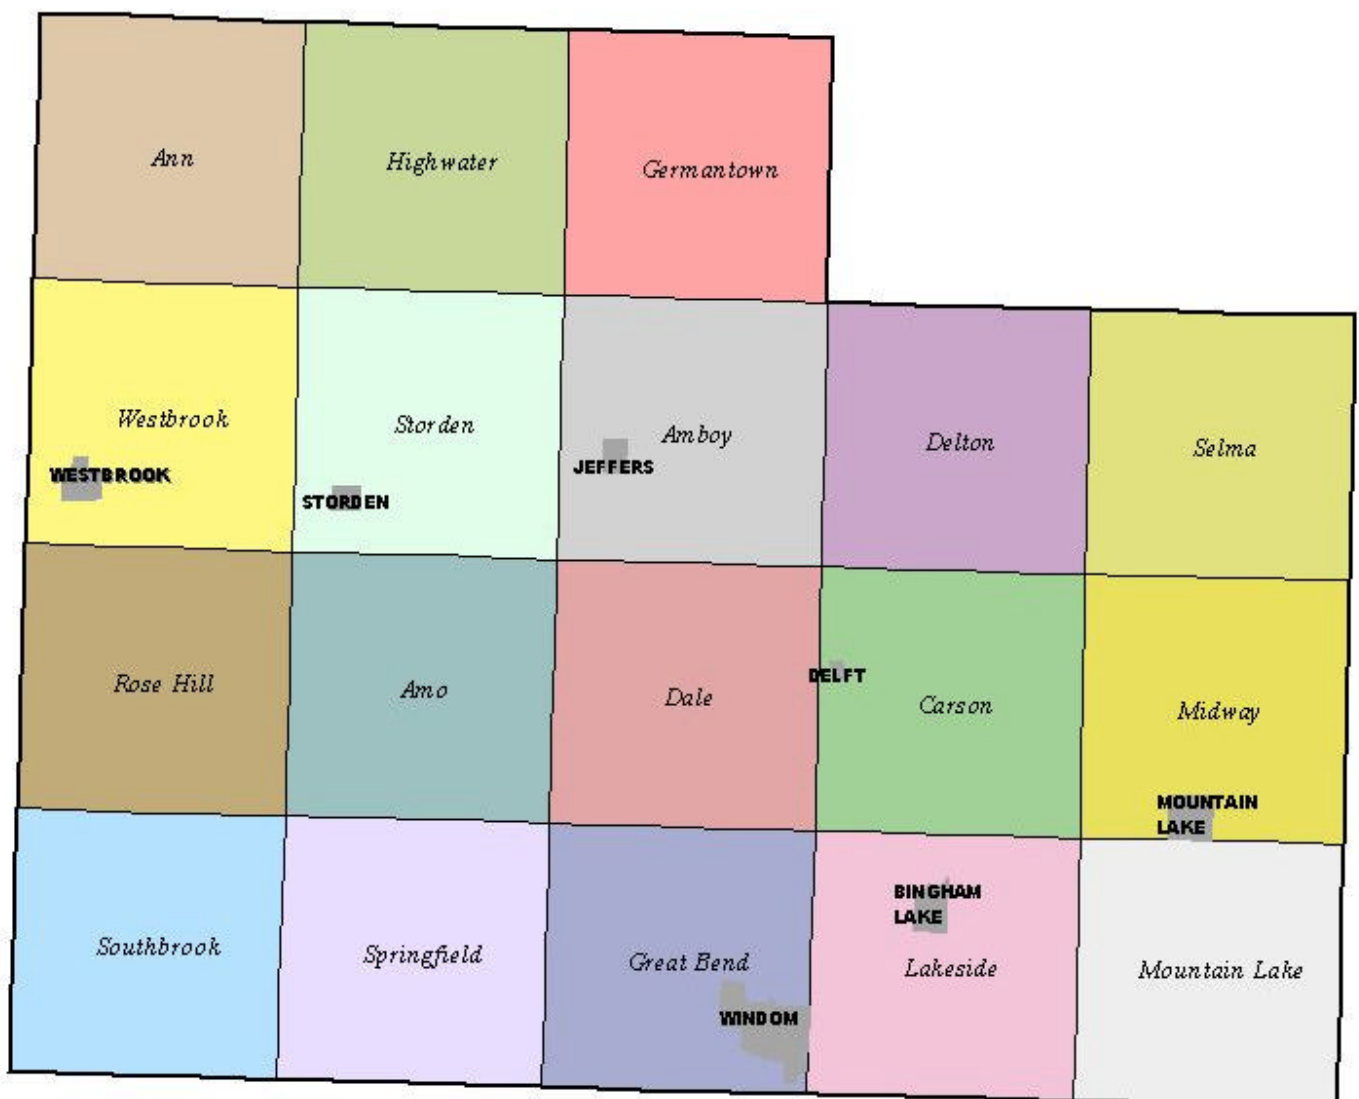 Ann
Highwater
Germantown
Westbrook
Storden
Amboy
Delton
Selma
WESTBROOK
STORDEN
JEFFERS
Rose Hill
Amo
Dale
DELFT
Carson
Midway
MOUNTAIN
LAKE
Southbrook
Springfield
Great Bend
WINDOM
BINGHAM
LAKE
Lakeside
Mountain Lake